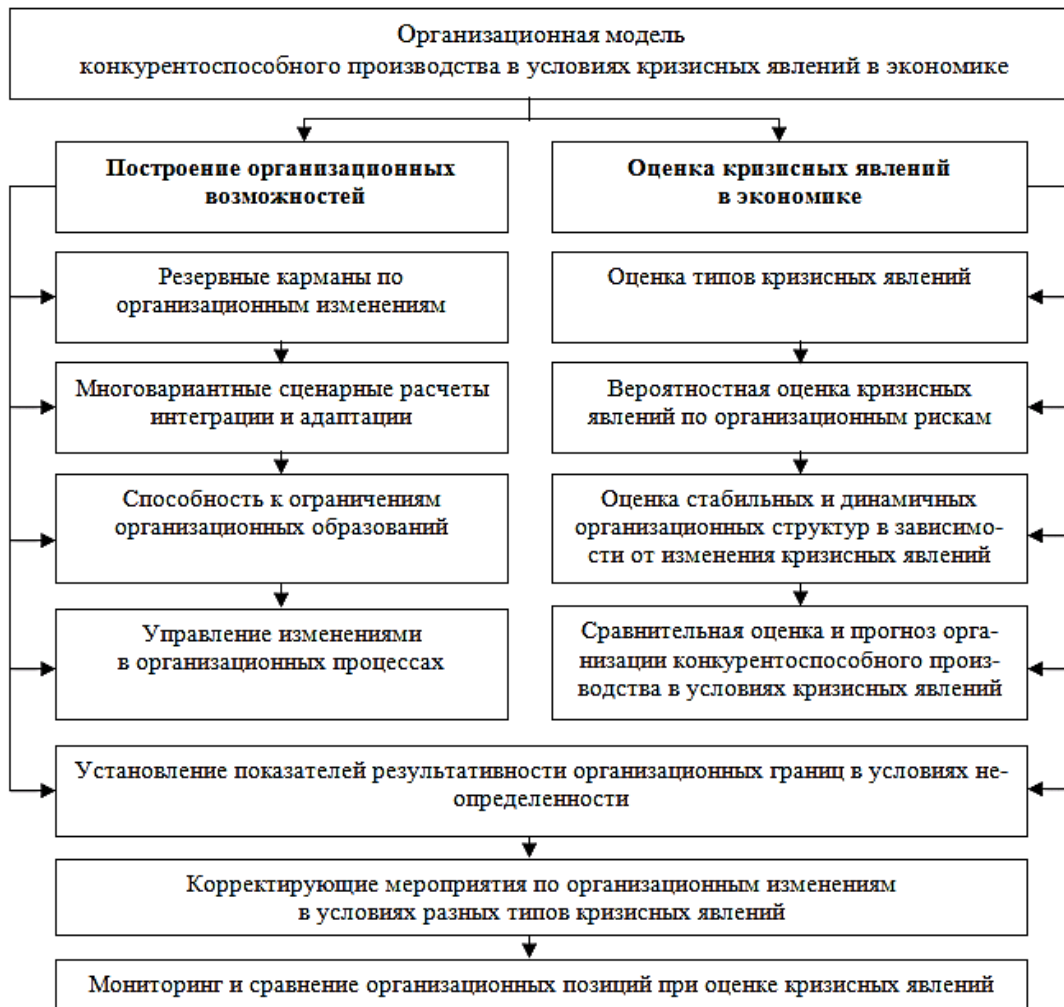 Организационная модель
конкурентоспособного производства в условиях кризисных явлений в экономике
Построение организационных
возможностей
Оценка кризисных явлений
в экономике
Резервные карманы по
организационным изменениям
Оценка типов кризисных явлений
Многовариантные сценарные расчеты
интеграции и адаптации
Вероятностная оценка кризисных
явлений по организационным рискам
Способность к ограничениям
организационных образований
Оценка стабильных и динамичных
организационных структур в зависимо-
сти от изменения кризисных явлений
Управление изменениями
в организационных процессах
Сравнительная оценка и прогноз орга-
низации конкурентоспособного произ-
водства в условиях кризисных явлений
Установление показателей результативности организационных границ в условиях не-
определенности
Корректирующие мероприятия по организационным изменениям
в условиях разных типов кризисных явлений
Мониторинг и сравнение организационных позиций при оценке кризисных явлений